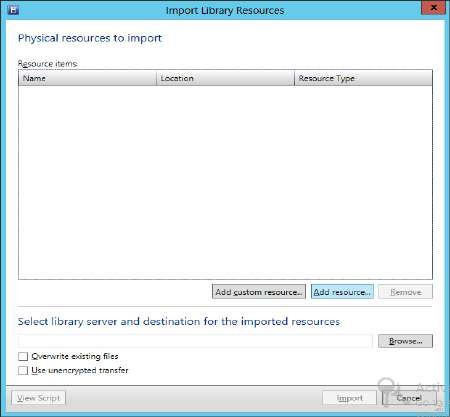 Import Library Resources
Physical resources to import
Resource items:
Name Location Resource Type
Add custom resource... Add resource... Remove
Select library server and destination for the imported resources
Browse...
Overwrite existing files
Use unencrypted transfer
View Script Import Cancel